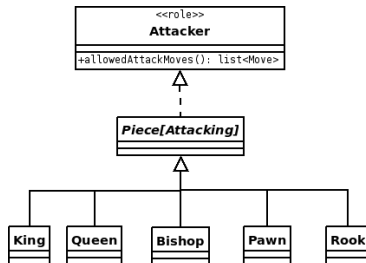 <<role>>
Attacker
+allowedAttackMoves(): list<Move>
Piece[Attacking]
King Queen Bishop Pawn Rook